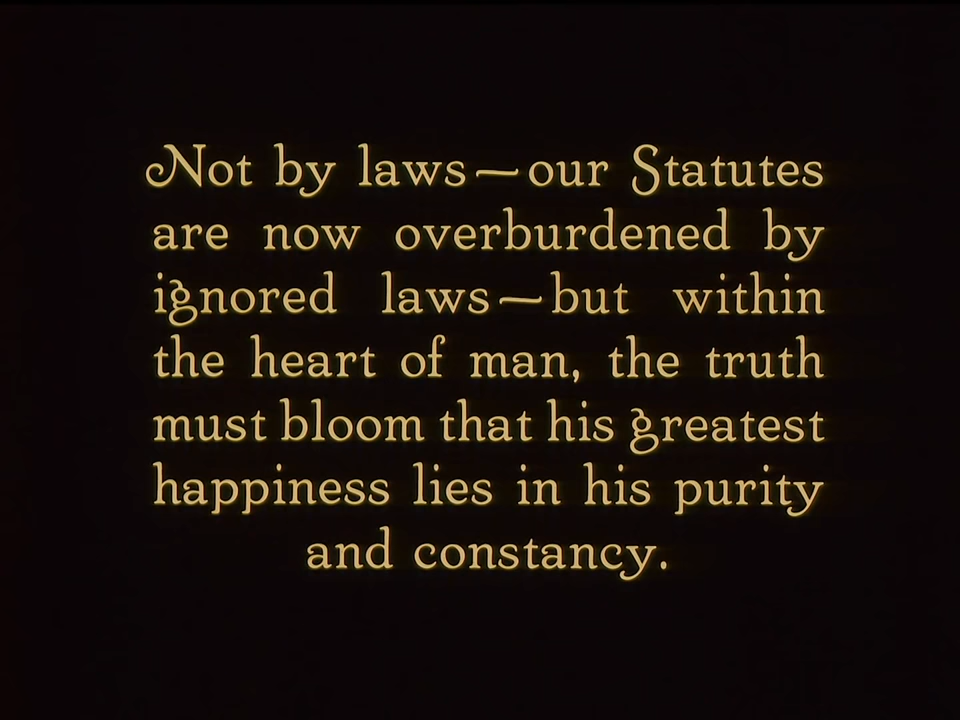 Not by laws—our Statutes
are now overburdened by
ignored laws—but within
the heart of man, the truth
must bloom that his greatest
happiness lies in his purity
and constancy.